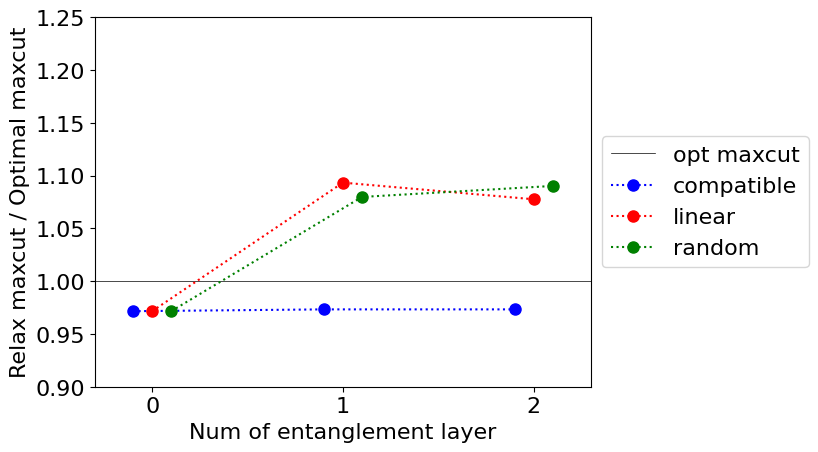 Relax maxcut / Optimal maxcut
1.25
1.20
1.15
1.10
1.05
1.00
0.95
0.90
0
1
2
Num of entanglement layer
opt maxcut
compatible
linear
random